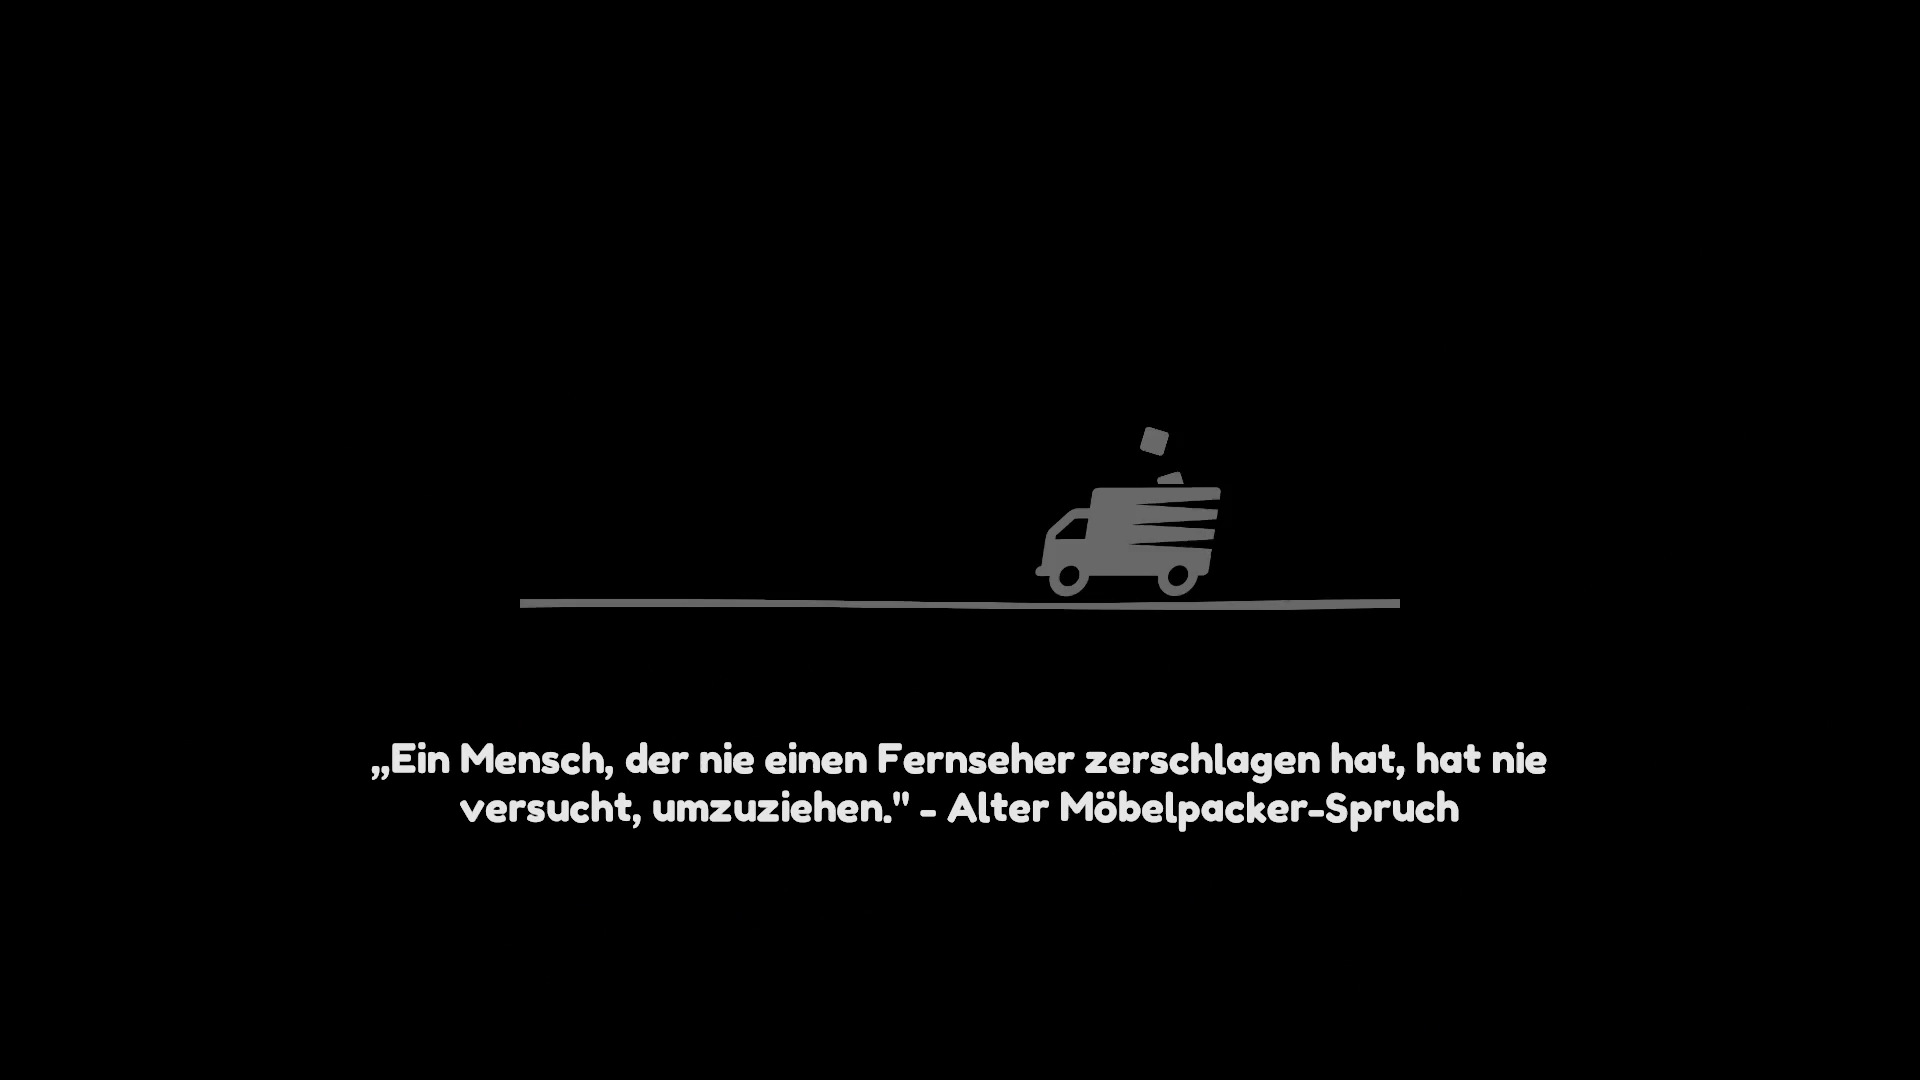 „Ein Mensch, der nie einen Fernseher zerschlagen hat, hat nie
versucht, umzuziehen." - Alter Möbelpacker-Spruch